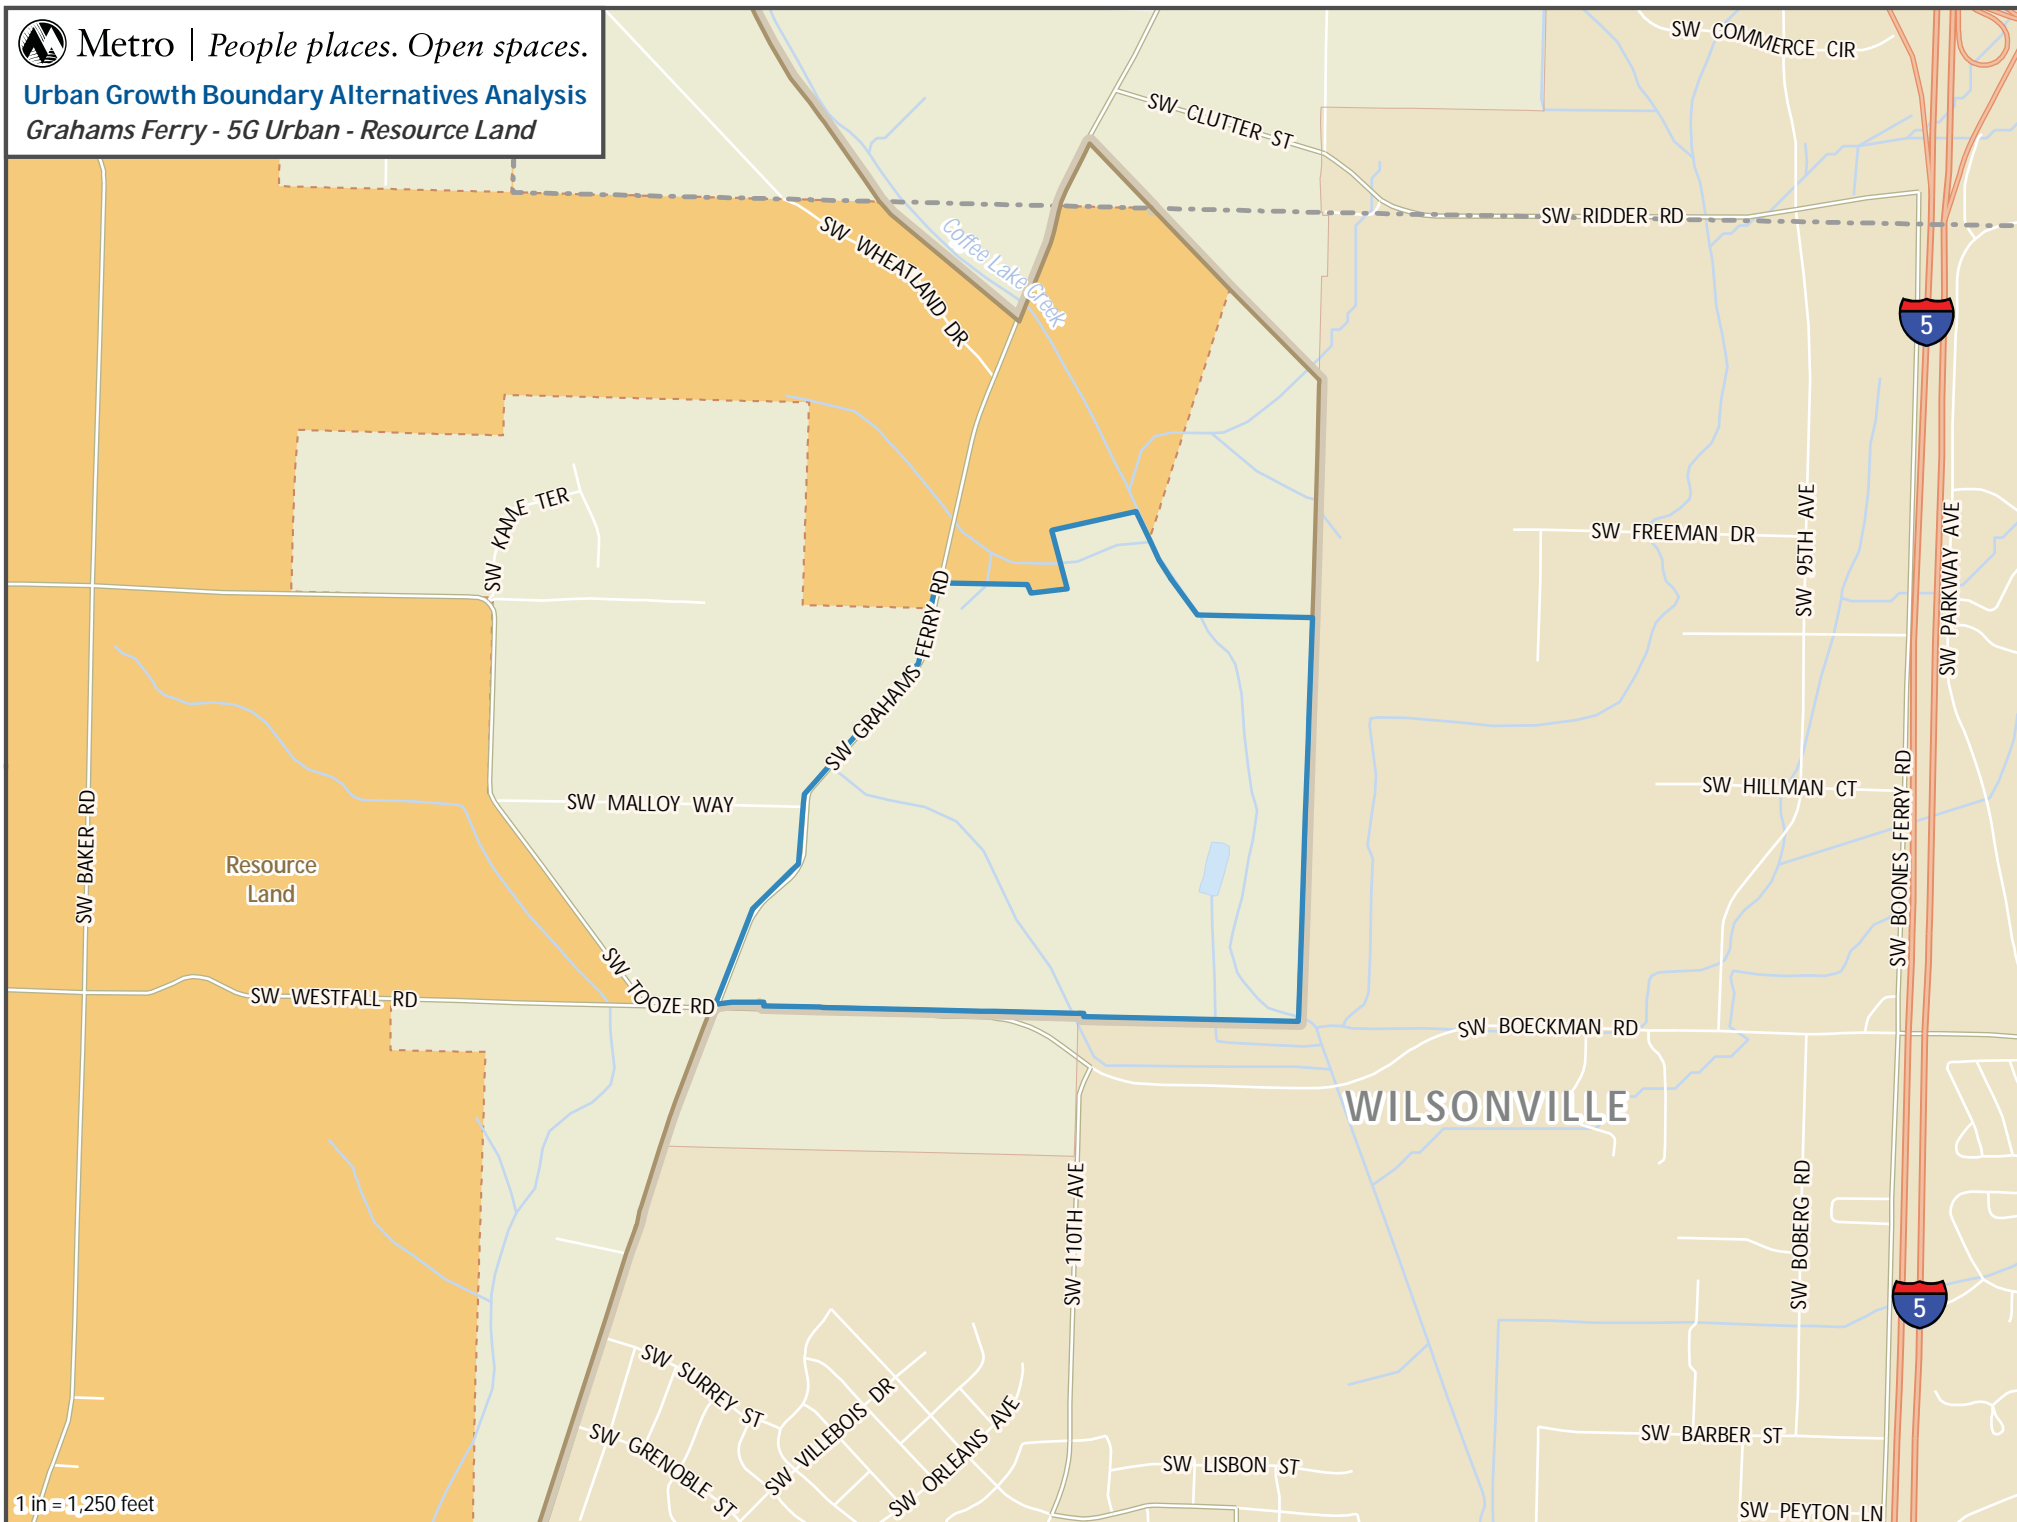 Metro | People places. Open spaces.
Urban Growth Boundary Alternatives Analysis
Grahams Ferry - 5G Urban - Resource Land
SW COMMERCE CIR
SW CLUTTER ST
SW RIDDER RD
SW WHEATLAND DR
Coffee Lake Creek
5
SW KAME TER
SW FREEMAN DR
SW 95TH AVE
SW PARKWAY AVE
SW GRAHAMS FERRY RD
SW MALLOY WAY
SW HILLMAN CT
SW BAKER RD
SW BOONES FERRY RD
Resource
Land
SW WESTFALL RD
SW TOOZE RD
SW BOECKMAN RD
WILSONVILLE
SW 110TH AVE
SW BOBERG RD
5
SW SURREY ST
SW VILLEBOIS DR
SW ORLEANS AVE
SW GRENOBLE ST
SW BARBER ST
SW LISBON ST
1 in = 1,250 feet
SW PEYTON LN